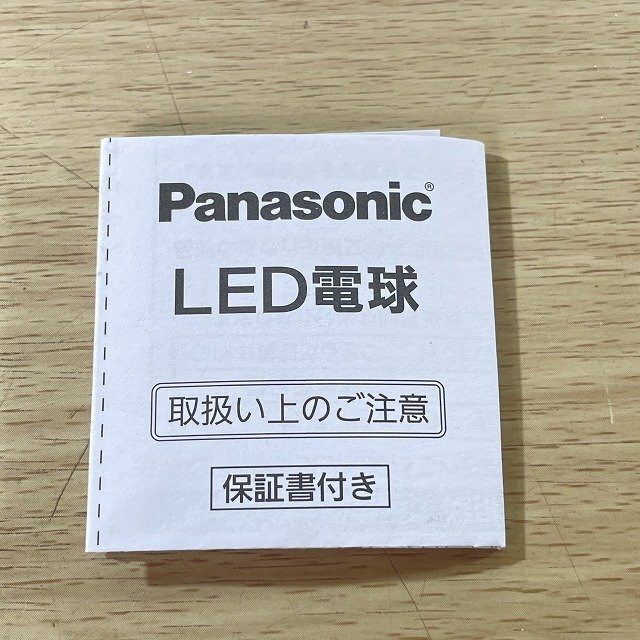 Panasonic®
LED電球
取扱い上のご注意
保証書付き